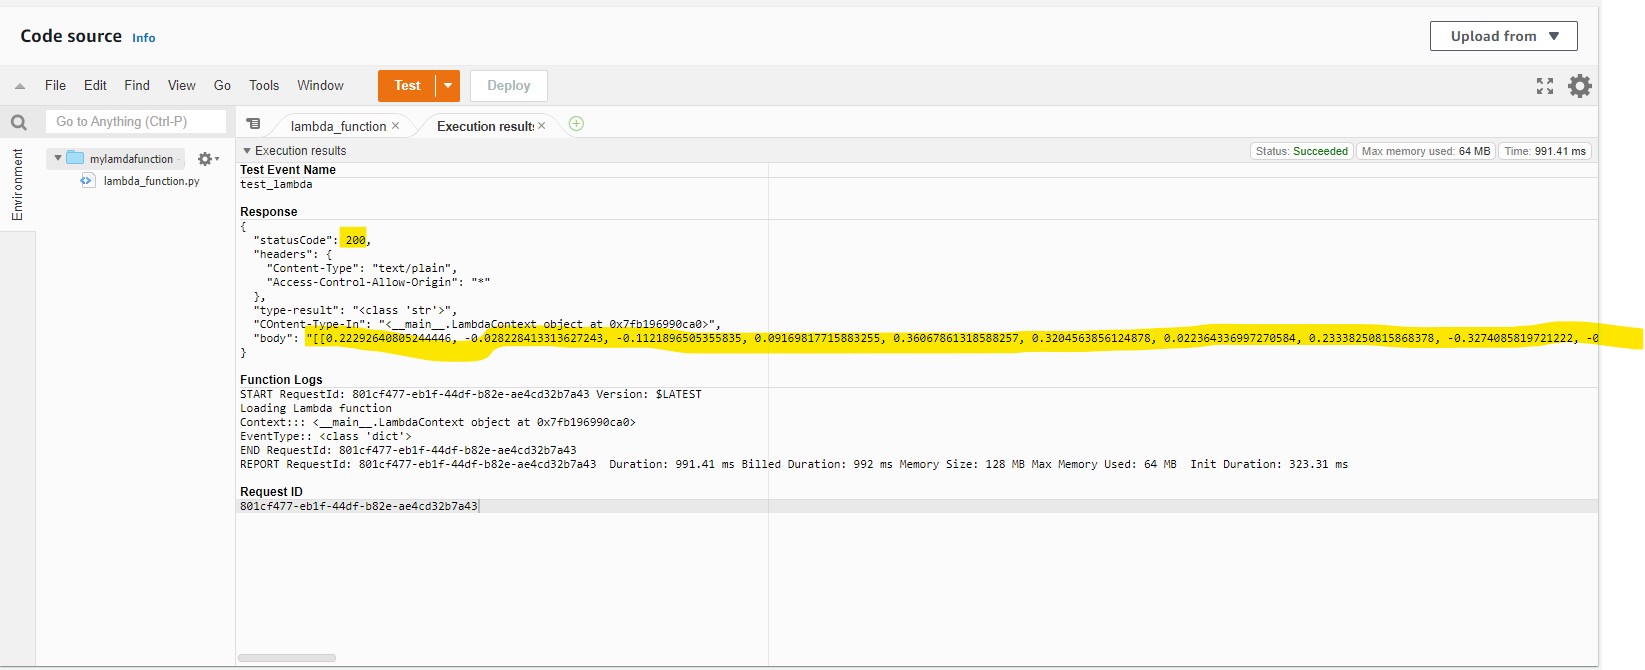 Code source Info
Upload from
File Edit Find View Go Tools Window Test Deploy
Go to Anything (Ctrl-P)
lambda_function
Execution results
Environment
mylamdafunction
lambda_function.py
Execution results
Status: Succeeded
Max memory used: 64 MB
Time: 991.41 ms
Test Event Name
test_lambda
Response
{
"statusCode": 200,
"headers": {
"Content-Type": "text/plain",
"Access-Control-Allow-Origin": "*"
},
"type-result": "<class 'str'>",
"COntent-Type-In": "<__main__.LambdaContext object at 0x7fb196990ca0>",
"body": "[[0.22292640805244446, -0.028228413313627243, -0.1121896505355835, 0.09169817715883255, 0.36067861318588257, 0.3204563856124878, 0.022364336997270584, 0.23338250815868378, -0.3274085819721222, -0
}
Function Logs
START RequestId: 801cf477-eb1f-44df-b82e-ae4cd32b7a43 Version: $LATEST
Loading Lambda function
Context::: <__main__.LambdaContext object at 0x7fb196990ca0>
EventType:: <class 'dict'>
END RequestId: 801cf477-eb1f-44df-b82e-ae4cd32b7a43
REPORT RequestId: 801cf477-eb1f-44df-b82e-ae4cd32b7a43 Duration: 991.41 ms Billed Duration: 992 ms Memory Size: 128 MB Max Memory Used: 64 MB Init Duration: 323.31 ms
Request ID
801cf477-eb1f-44df-b82e-ae4cd32b7a43